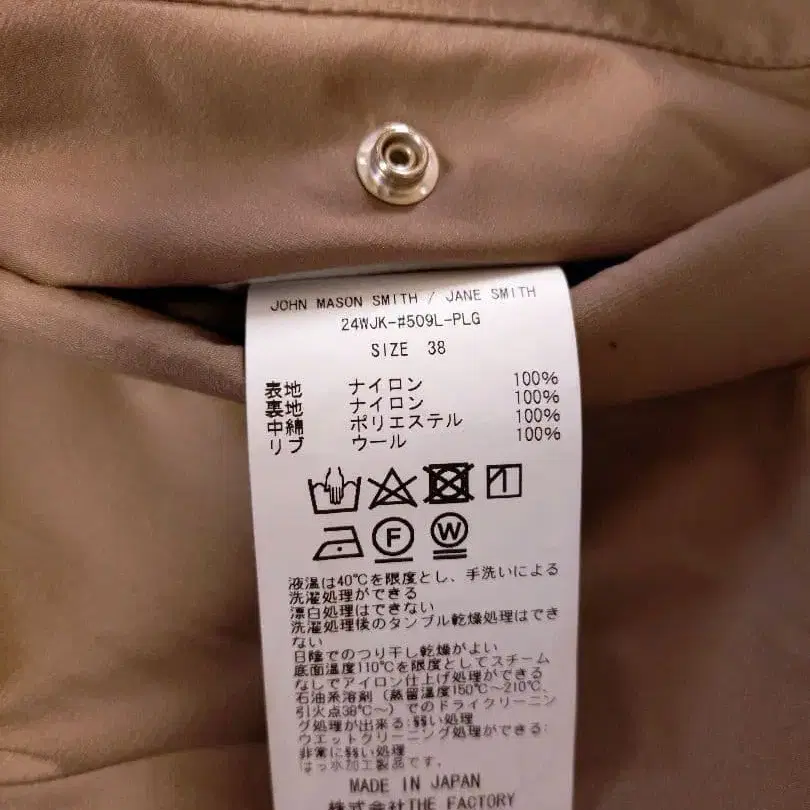 JOHN MASON SMITH / JANE SMITH
24WJK-#509L-PLG
SIZE 38
表地 ナイロン 100%
裏地 ナイロン 100%
中綿 ポリエステル 100%
リブ ウール 100%
F W
液温は40℃を限度とし、手洗いによる
洗濯処理ができる
漂白処理はできない
洗濯処理後のタンブル乾燥処理はでき
ない
日陰でのつり干し乾燥がよい
底面温度110℃を限度としてスチーム
なしでアイロン仕上げ処理ができる
石油系溶剤（蒸留温度150℃〜210℃、
引火点38℃〜）でのドライクリーニン
グ処理が出来る:弱い処理
ウエットクリーニング処理ができる:
非常に弱い処理
はっ水加工製品です。
MADE IN JAPAN
株式会社THE FACTORY